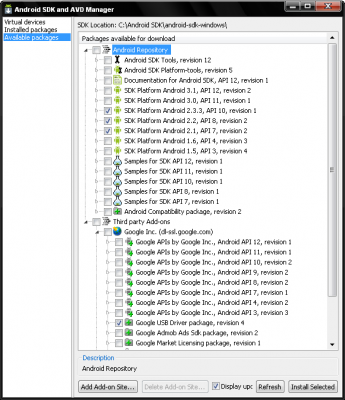 Android SDK and AVD Manager
Virtual devices
Installed packages
Available packages
SDK Location: C:\Android SDK\android-sdk-windows\
Packages available for download
Android Repository
Android SDK Tools, revision 12
Android SDK Platform-tools, revision 5
Documentation for Android SDK, API 12, revision 1
SDK Platform Android 3.1, API 12, revision 2
SDK Platform Android 3.0, API 11, revision 1
SDK Platform Android 2.3.3, API 10, revision 1
SDK Platform Android 2.2, API 8, revision 2
SDK Platform Android 2.1, API 7, revision 2
SDK Platform Android 1.6, API 4, revision 3
SDK Platform Android 1.5, API 3, revision 4
Samples for SDK API 12, revision 1
Samples for SDK API 11, revision 1
Samples for SDK API 10, revision 1
Samples for SDK API 8, revision 1
Samples for SDK API 7, revision 1
Android Compatibility package, revision 2
Third party Add-ons
Google Inc. (dl-ssl.google.com)
Google APIs by Google Inc., Android API 12, revision 1
Google APIs by Google Inc., Android API 11, revision 1
Google APIs by Google Inc., Android API 10, revision 2
Google APIs by Google Inc., Android API 9, revision 2
Google APIs by Google Inc., Android API 8, revision 2
Google APIs by Google Inc., Android API 7, revision 1
Google APIs by Google Inc., Android API 4, revision 2
Google APIs by Google Inc., Android API 3, revision 3
Google USB Driver package, revision 4
Google Admob Ads Sdk package, revision 2
Google Market Licensing package, revision 1
Description
Android Repository
Add Add-on Site... Delete Add-on Site... Display up: Refresh Install Selected